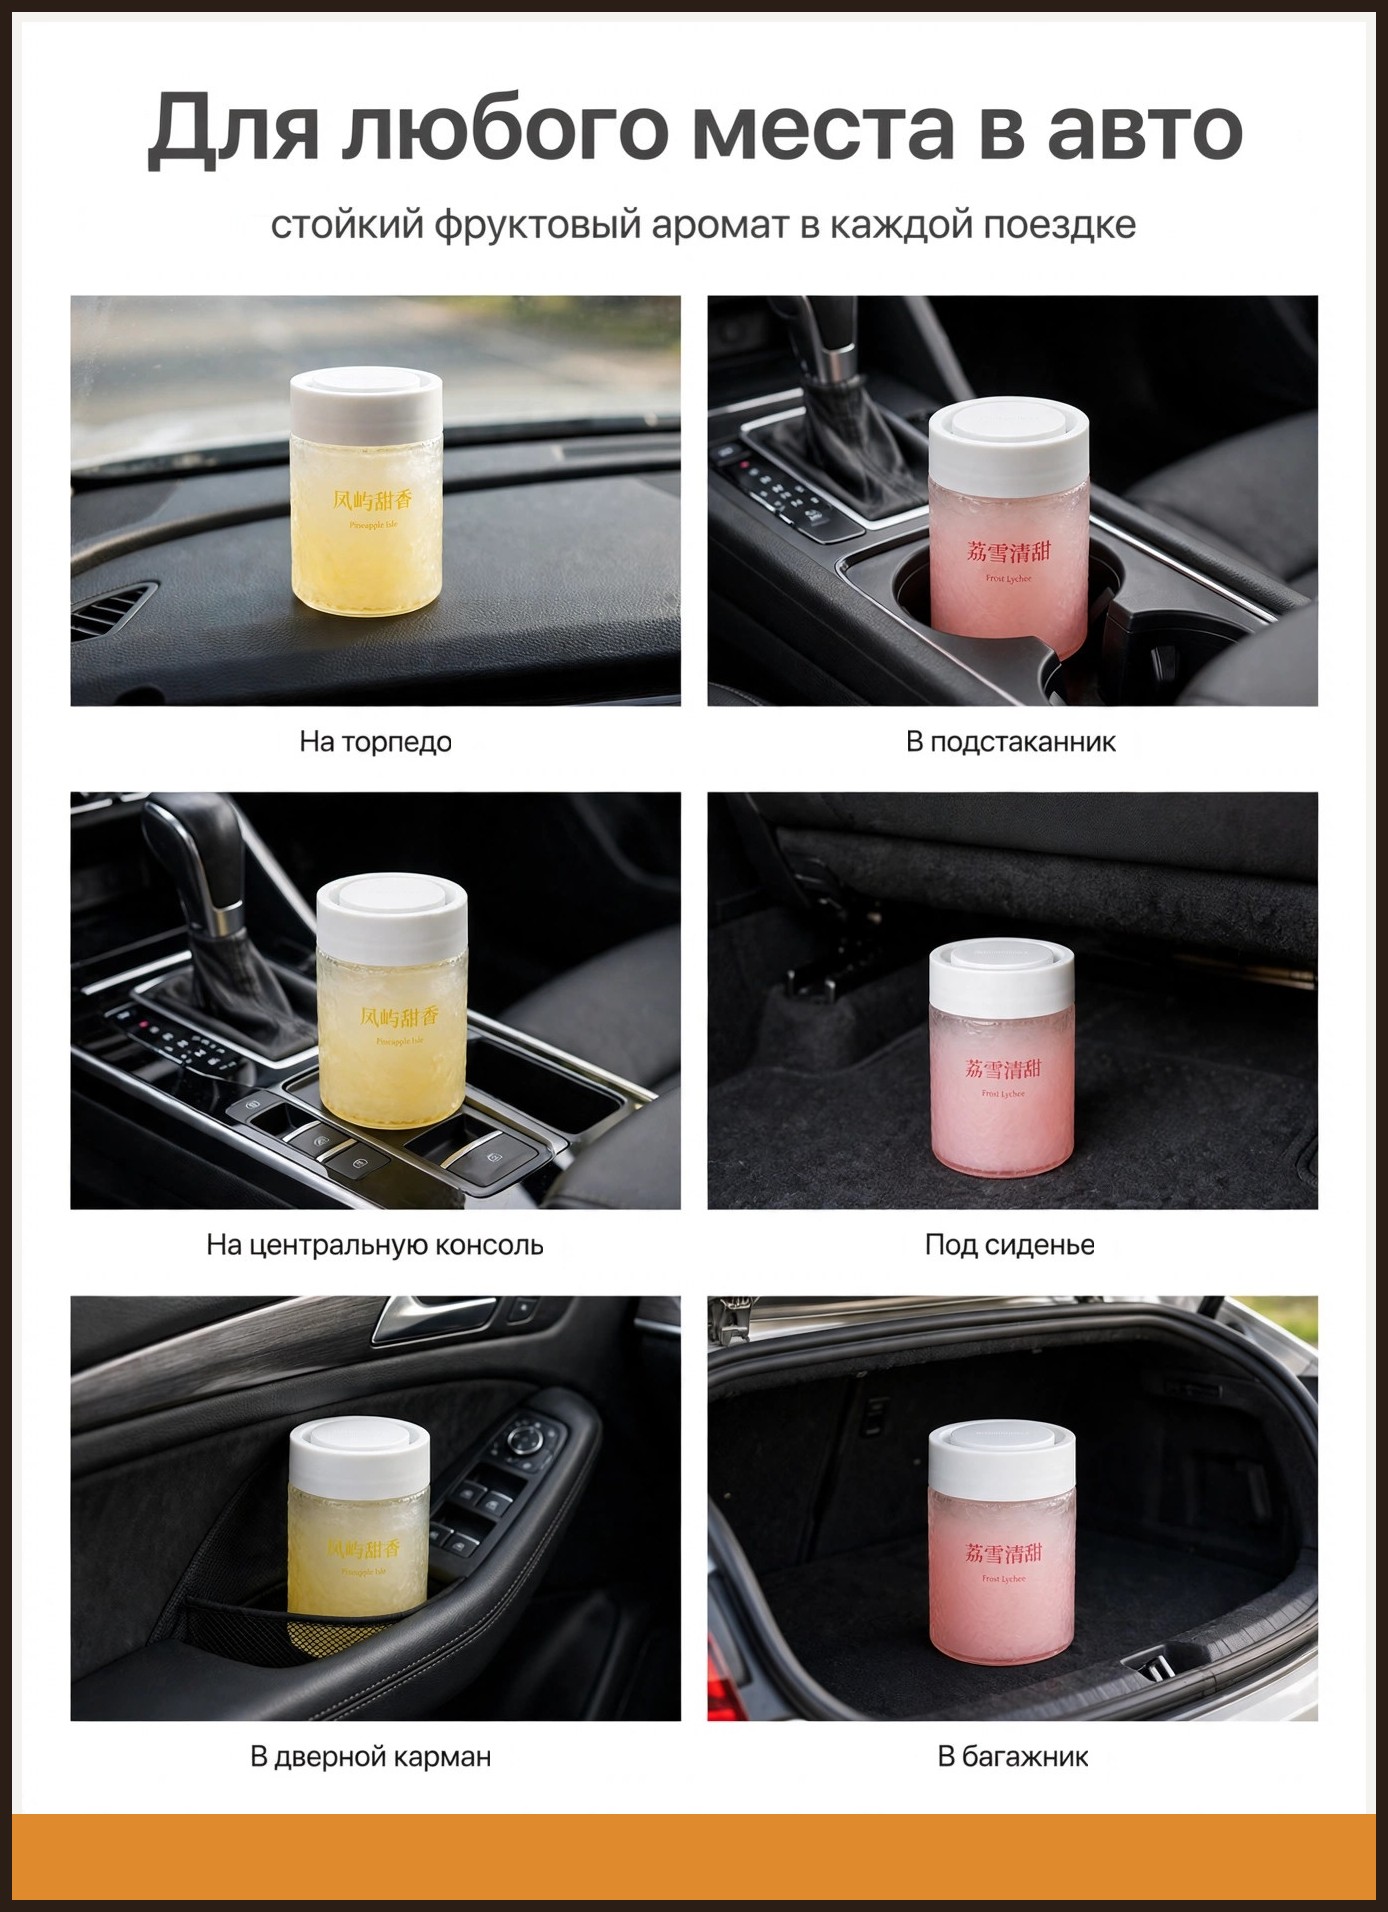 Для любого места в авто
стойкий фруктовый аромат в каждой поездке
凤屿甜香
Pineapple Isle
荔雪清甜
Frost Lychee
На торпедо
В подстаканник
凤屿甜香
Pineapple Isle
荔雪清甜
Frost Lychee
На центральную консоль
Под сиденье
凤屿甜香
Pineapple Isle
荔雪清甜
Frost Lychee
В дверной карман
В багажник